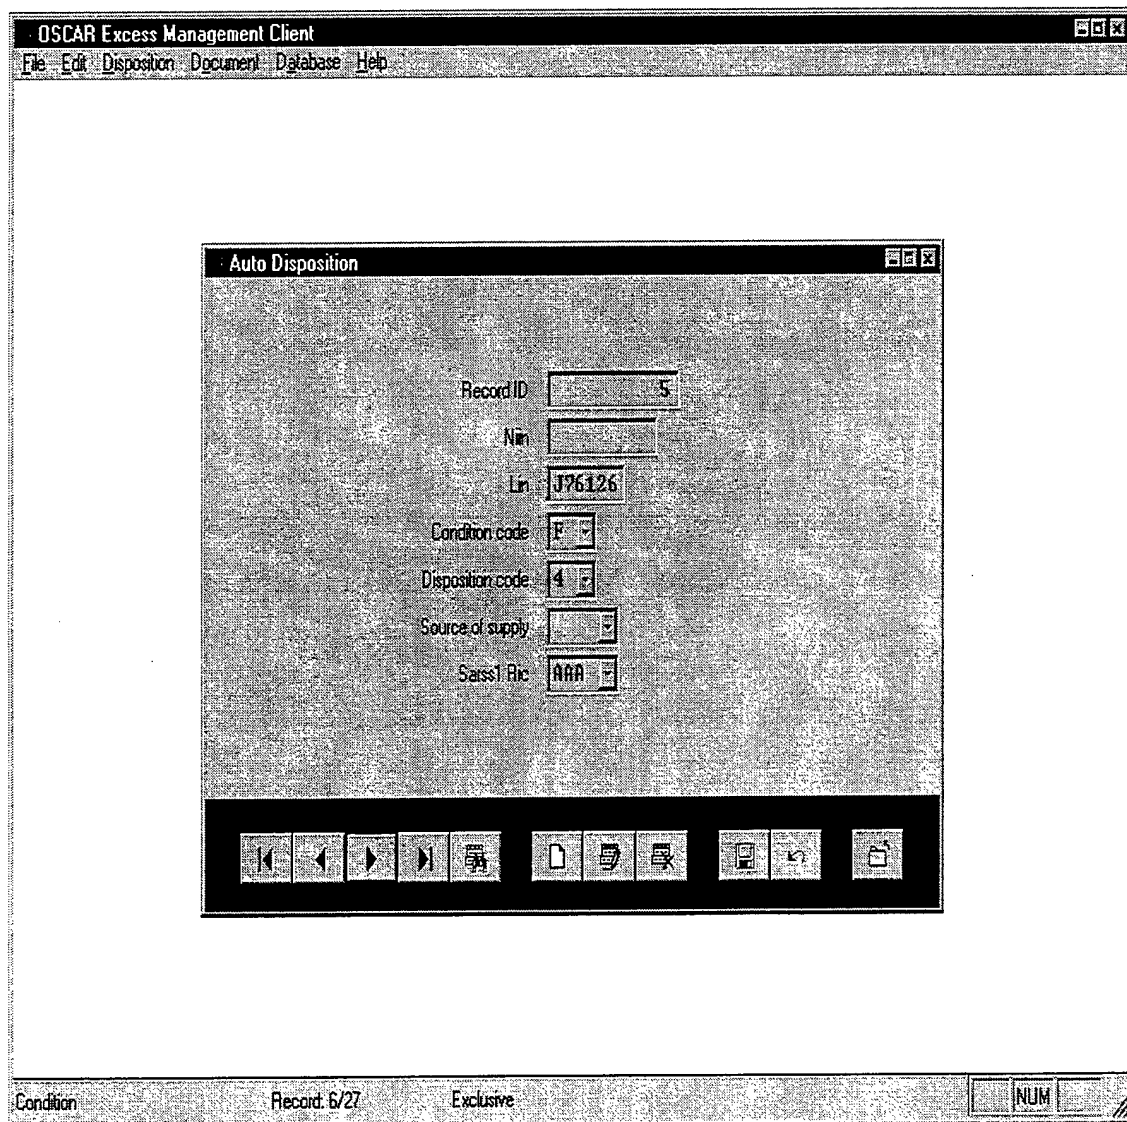 OSCAR Excess Management Client
File Edit Disposition Document Database Help
Auto Disposition
Record ID 5
Niin
Lin J76126
Condition code F
Disposition code 4
Source of supply
Sarss1 Ric AAA
Condition Record: 6/27 Exclusive NUM